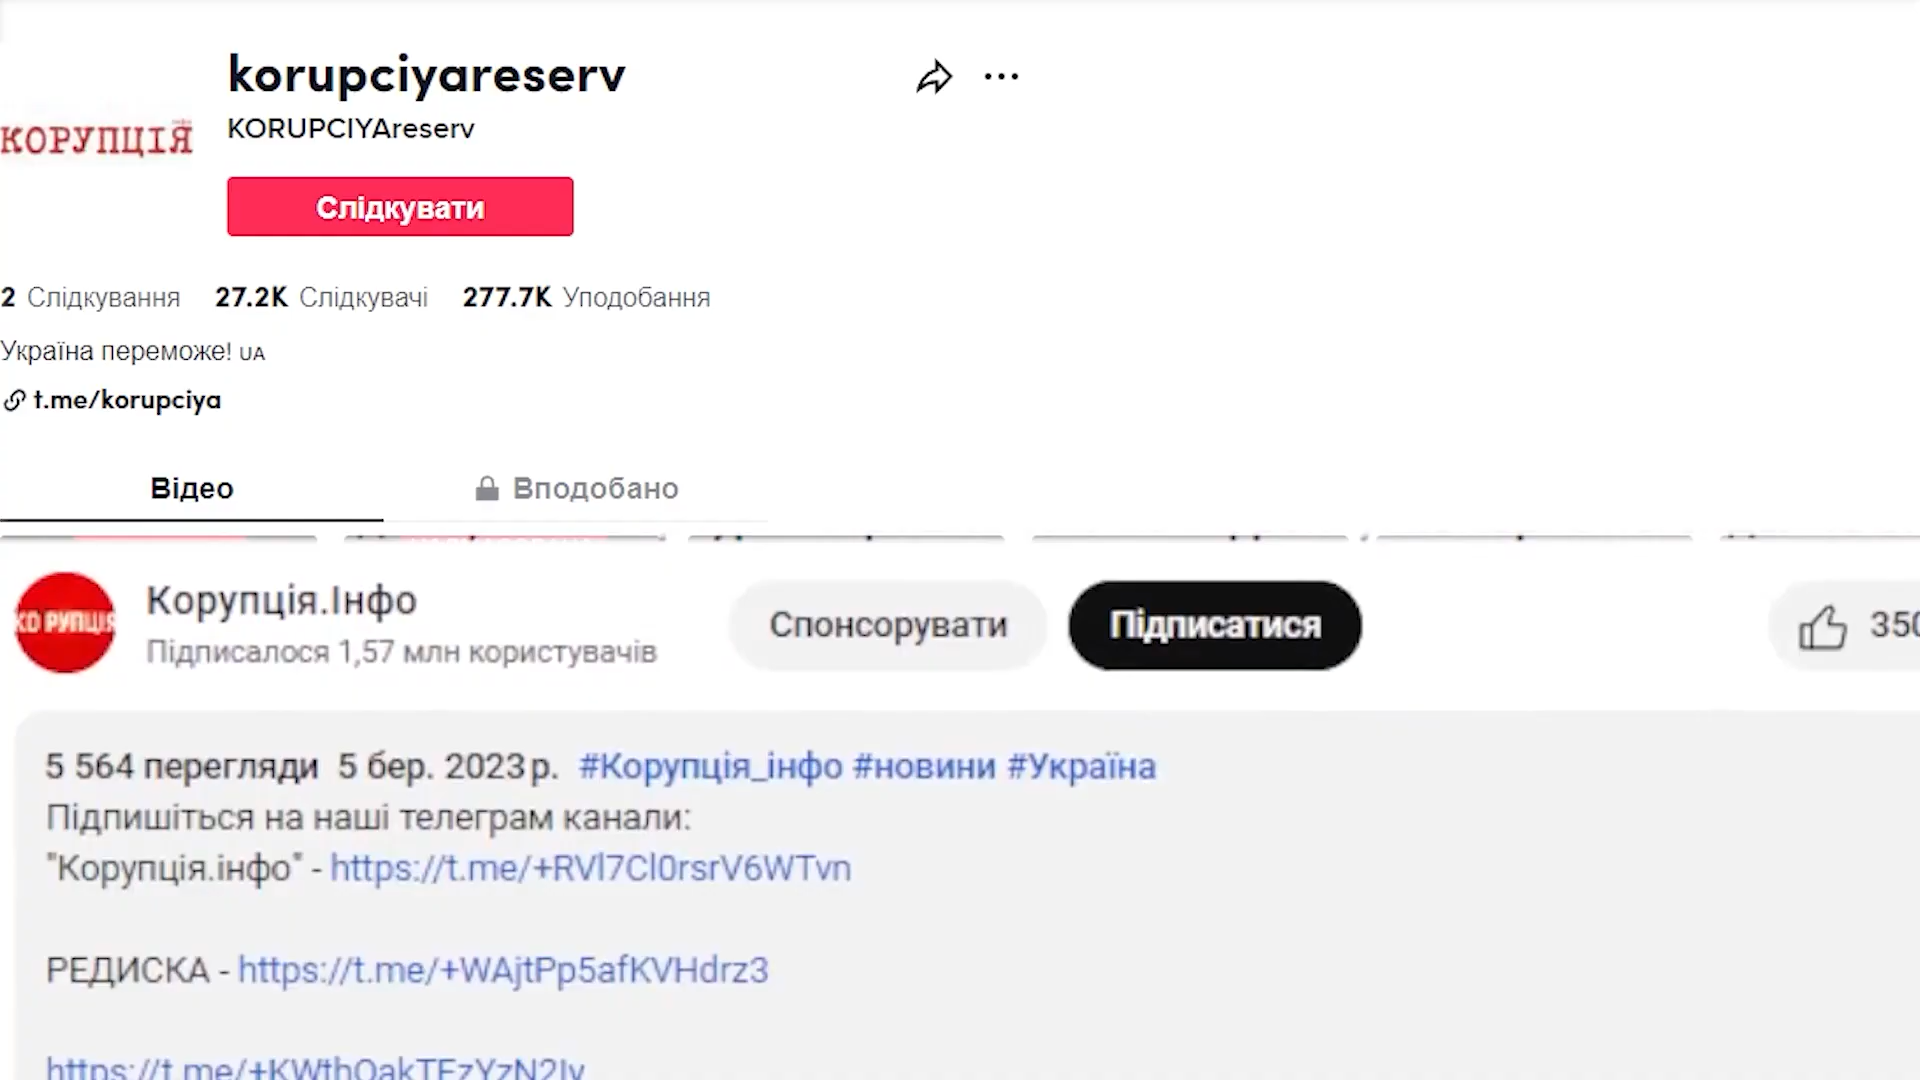 korupciyareserv
KORUPCIYAreserv
КОРУПЦІЯ
Слідкувати
2 Слідкування 27.2K Слідкувачі 277.7K Уподобання
Україна переможе! UA
t.me/korupciya
Відео Вподобано
КОРУПЦІЯ
Корупція.Інфо
Підписалося 1,57 млн користувачів
Спонсорувати
Підписатися
350
5 564 перегляди 5 бер. 2023 р. #Корупція_інфо #новини #Україна
Підпишіться на наші телеграм канали:
"Корупція.інфо" - https://t.me/+RVl7Cl0rsrV6WTvn
РЕДИСКА - https://t.me/+WAjtPp5afKVHdrz3